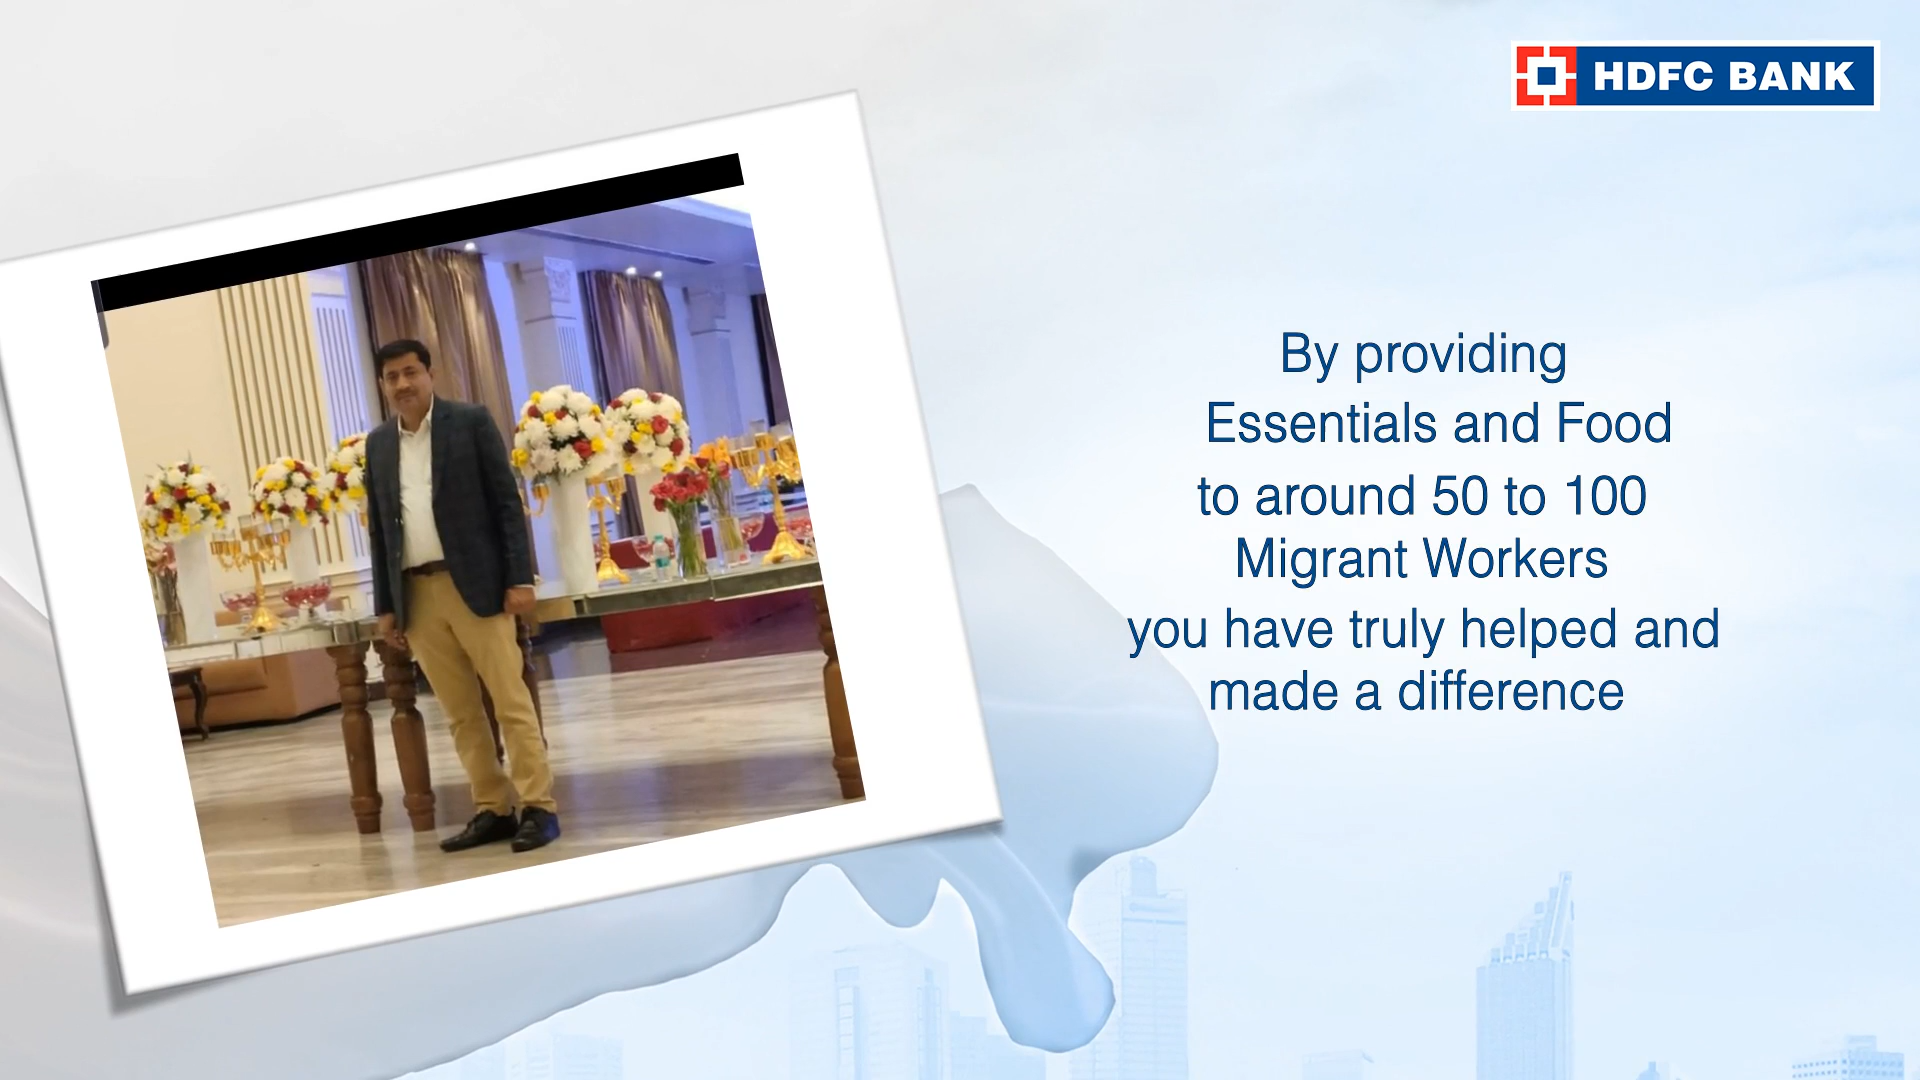 HDFC BANK
By providing
Essentials and Food
to around 50 to 100
Migrant Workers
you have truly helped and
made a difference